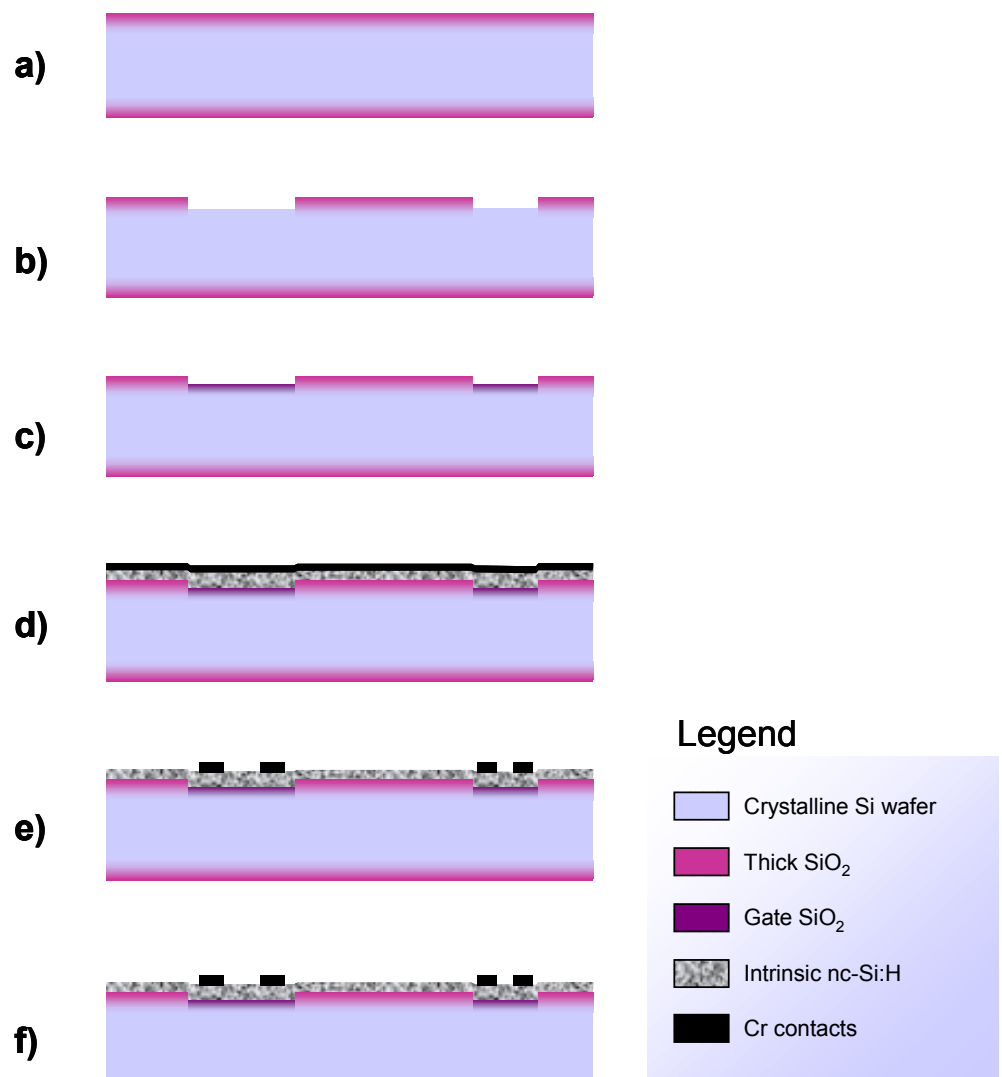 a)
b)
c)
d)
e)
f)
Legend
Crystalline Si wafer
Thick SiO₂
Gate SiO₂
Intrinsic nc-Si:H
Cr contacts